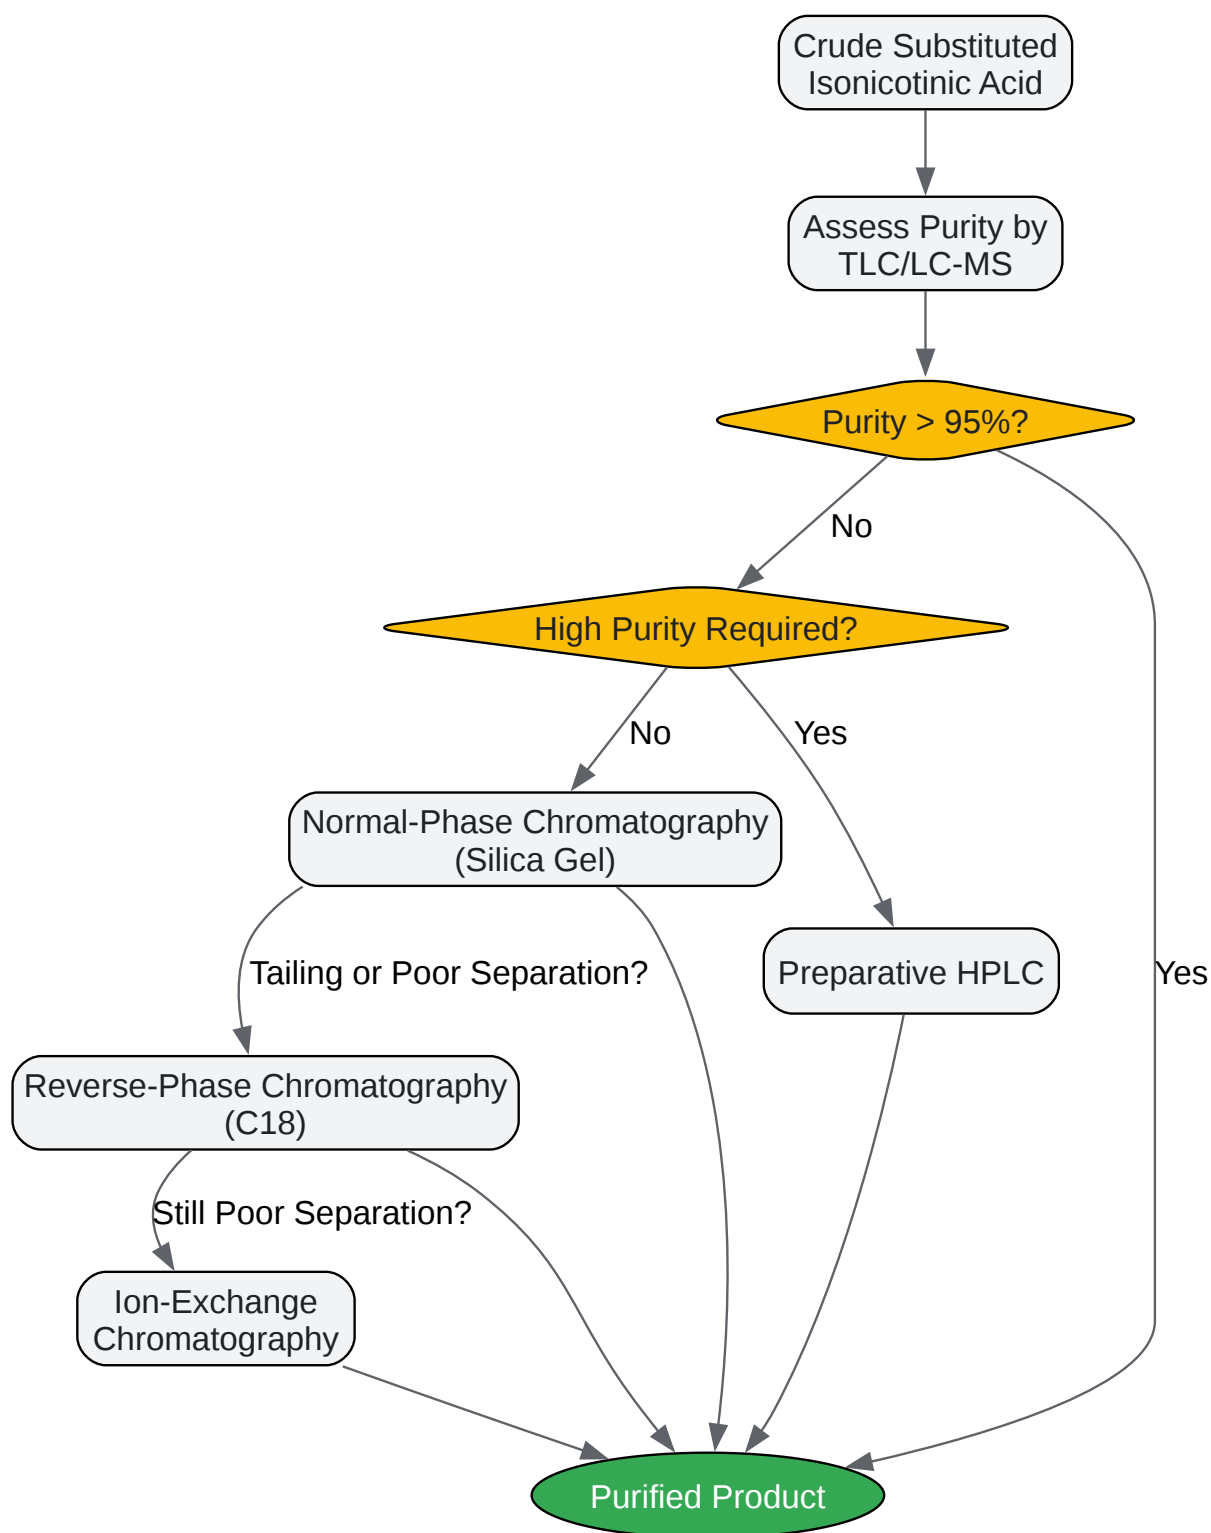 Crude Substituted
Isonicotinic Acid
Assess Purity by
TLC/LC-MS
Purity > 95%?
No
High Purity Required?
No
Yes
Normal-Phase Chromatography
(Silica Gel)
Tailing or Poor Separation?
Preparative HPLC
Yes
Reverse-Phase Chromatography
(C18)
Still Poor Separation?
Ion-Exchange
Chromatography
Purified Product